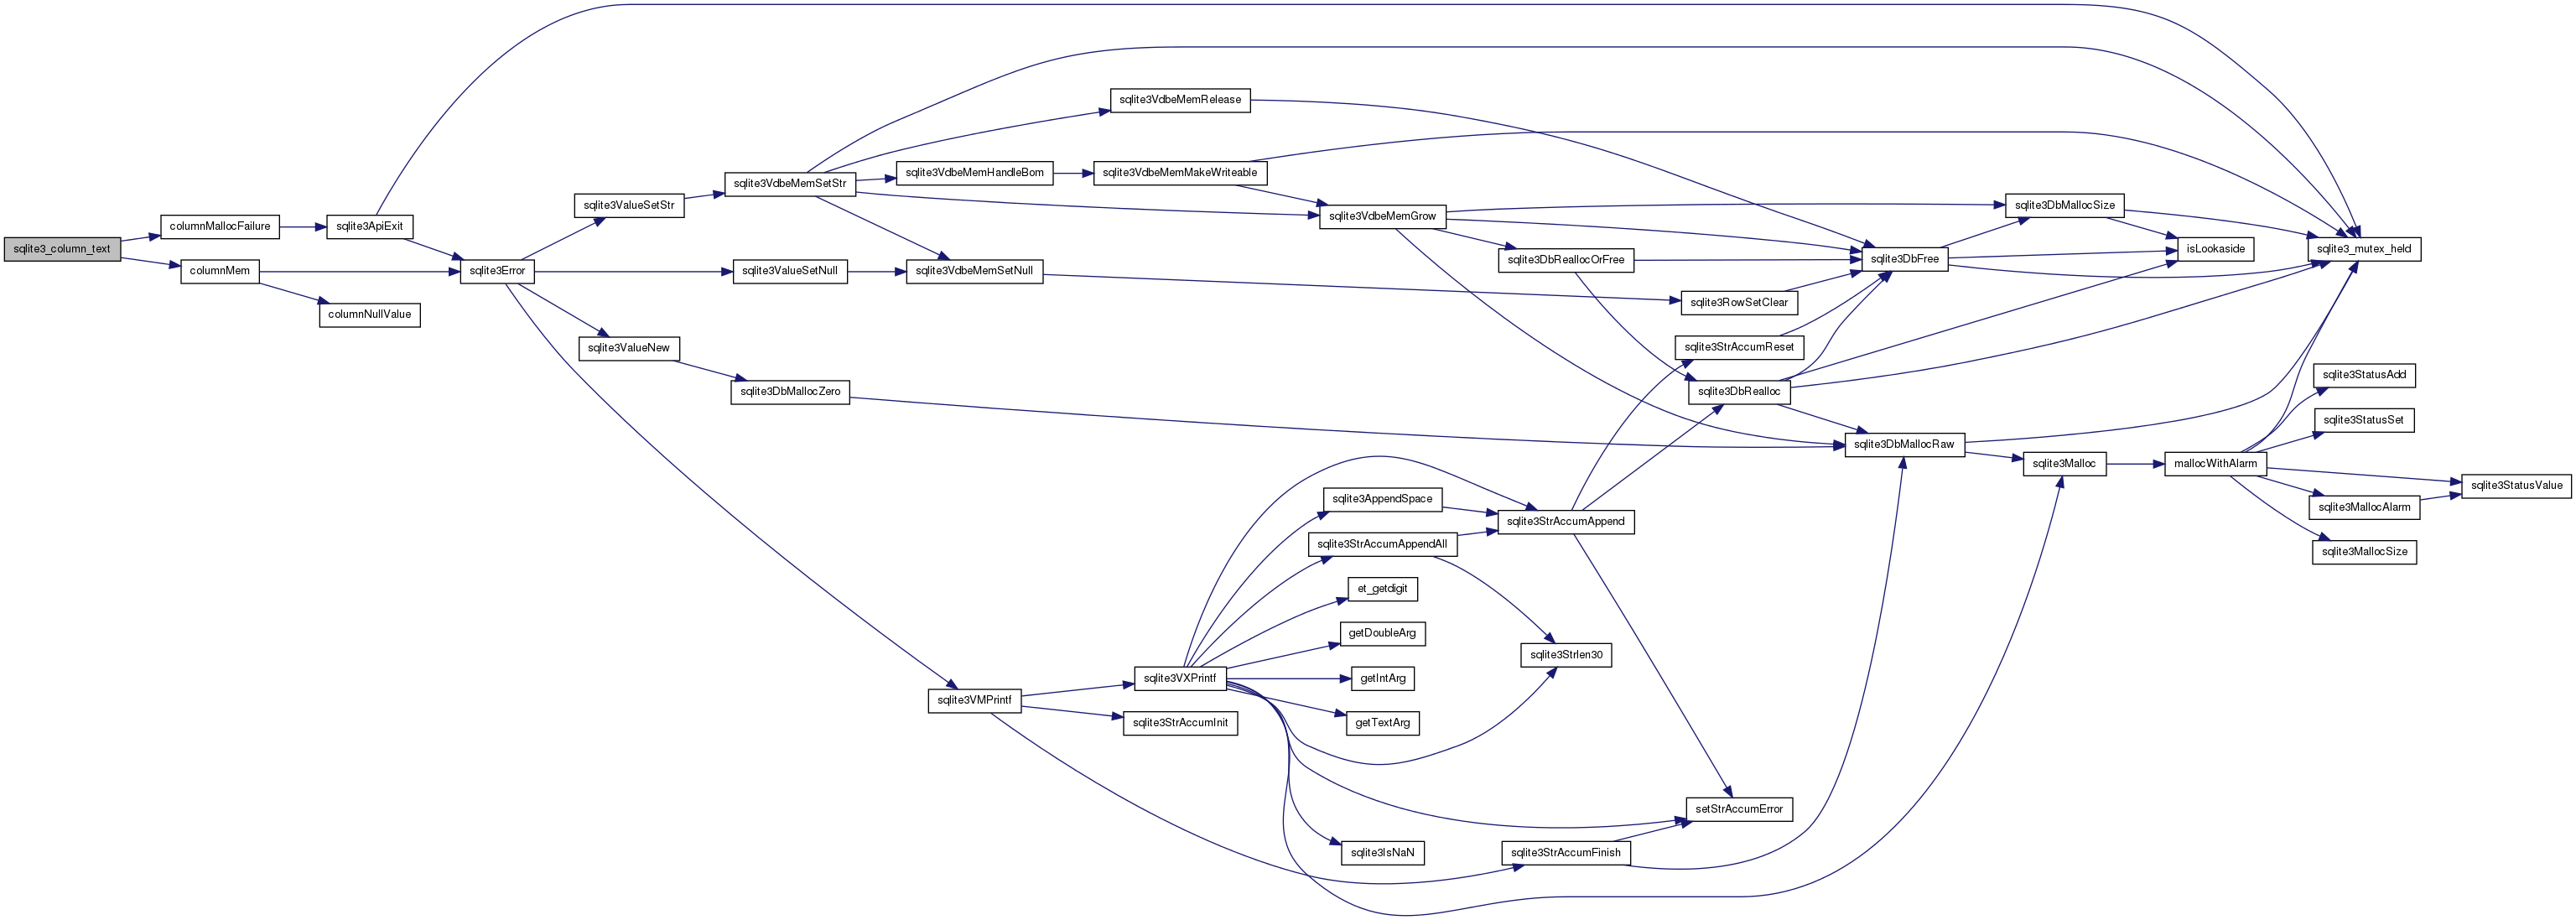 sqlite3_column_text
columnMallocFailure
columnMem
sqlite3ApiExit
sqlite3Error
columnNullValue
sqlite3ValueSetStr
sqlite3ValueNew
sqlite3VdbeMemSetStr
sqlite3ValueSetNull
sqlite3DbMallocZero
sqlite3VMPrintf
sqlite3VdbeMemRelease
sqlite3VdbeMemHandleBom
sqlite3VdbeMemMakeWriteable
sqlite3VdbeMemSetNull
sqlite3VXPrintf
sqlite3StrAccumInit
sqlite3VdbeMemGrow
sqlite3AppendSpace
sqlite3StrAccumAppendAll
et_getdigit
getDoubleArg
getIntArg
getTextArg
sqlite3IsNaN
sqlite3DbReallocOrFree
sqlite3StrAccumAppend
sqlite3Strlen30
sqlite3StrAccumFinish
sqlite3RowSetClear
sqlite3StrAccumReset
sqlite3DbRealloc
setStrAccumError
sqlite3DbFree
sqlite3DbMallocRaw
sqlite3DbMallocSize
sqlite3Malloc
isLookaside
mallocWithAlarm
sqlite3_mutex_held
sqlite3StatusAdd
sqlite3StatusSet
sqlite3MallocAlarm
sqlite3MallocSize
sqlite3StatusValue